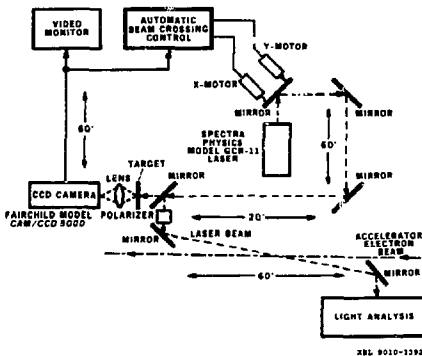 VIDEO
MONITOR
AUTOMATIC
BEAM CROSSING
CONTROL
Y-MOTOR
X-MOTOR
MIRROR
MIRROR
60'
SPECTRA
PHYSICS
MODEL GCR-11
LASER
60'
TARGET
LENS
MIRROR
MIRROR
CCD CAMERA
POLARIZER
FAIRCHILD MODEL
CAM/CCD 3000
20'
MIRROR
LASER BEAM
ACCELERATOR
ELECTRON
BEAM
60'
MIRROR
LIGHT ANALYSIS